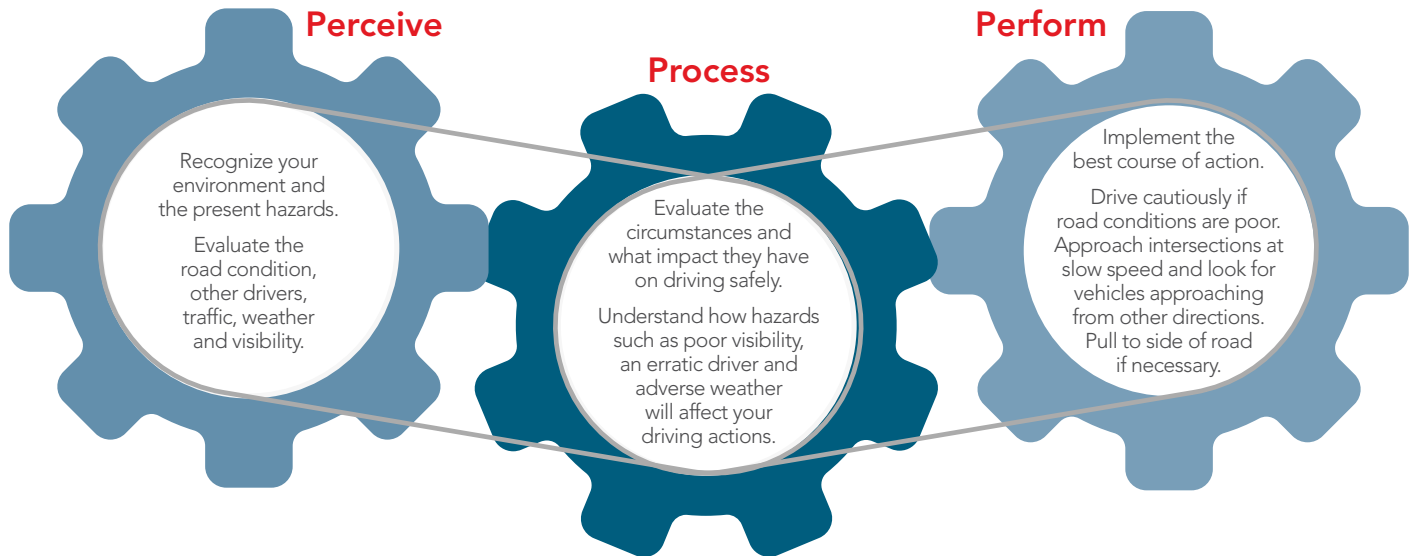 Perceive
Recognize your
environment and
the present hazards.
Evaluate the
road condition,
other drivers,
traffic, weather
and visibility.
Process
Evaluate the
circumstances and
what impact they have
on driving safely.
Understand how hazards
such as poor visibility,
an erratic driver and
adverse weather
will affect your
driving actions.
Perform
Implement the
best course of action.
Drive cautiously if
road conditions are poor.
Approach intersections at
slow speed and look for
vehicles approaching
from other directions.
Pull to side of road
if necessary.